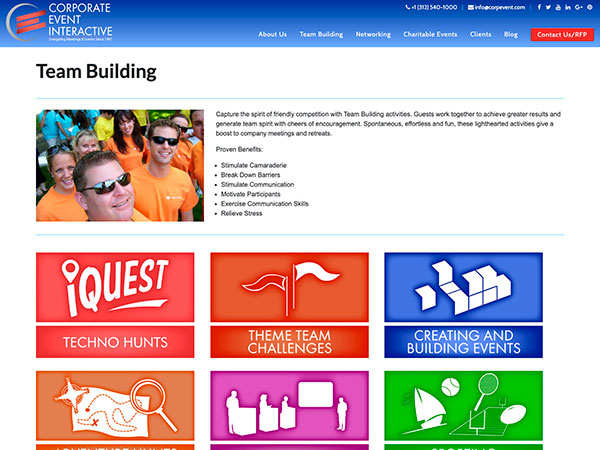 CORPORATE
EVENT
INTERACTIVE
Energizing Meetings & Events Since 1987
+1 (312) 540-1000 | info@corpevent.com |
About Us Team Building Networking Charitable Events Clients Blog Contact Us/RFP
Team Building
Capture the spirit of friendly competition with Team Building activities. Guests work together to achieve greater results and
generate team spirit with cheers of encouragement. Spontaneous, effortless and fun, these lighthearted activities give a
boost to company meetings and retreats.
Proven Benefits:
Stimulate Camaraderie
Break Down Barriers
Stimulate Communication
Motivate Participants
Exercise Communication Skills
Relieve Stress
iQUEST
TECHNO HUNTS
THEME TEAM
CHALLENGES
CREATING AND
BUILDING EVENTS
ADVENTURE HUNTS
SPORTING